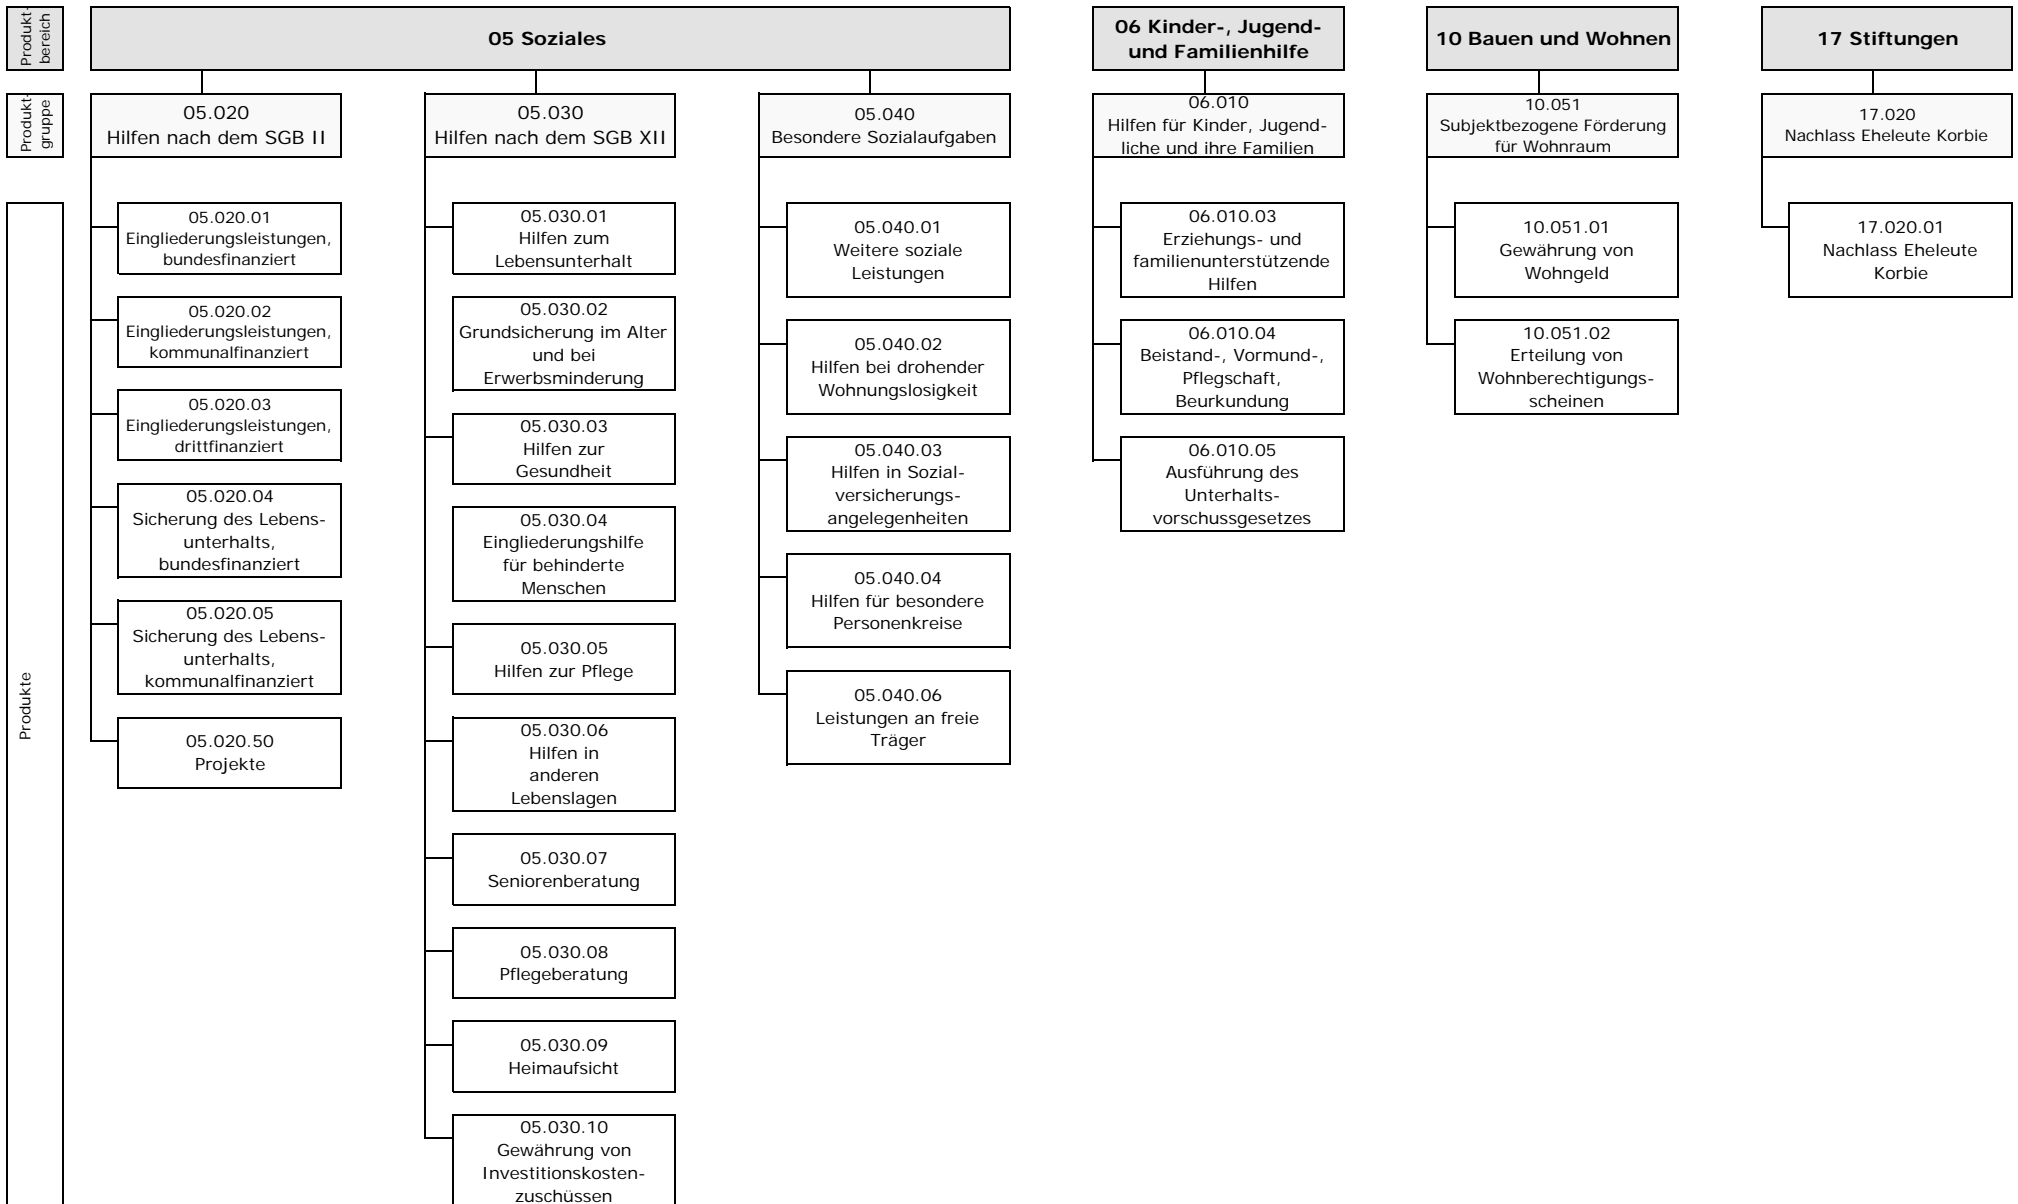 Produkt-
bereich
05 Soziales
06 Kinder-, Jugend-
und Familienhilfe
10 Bauen und Wohnen
17 Stiftungen
Produkt-
gruppe
05.020
Hilfen nach dem SGB II
05.030
Hilfen nach dem SGB XII
05.040
Besondere Sozialaufgaben
06.010
Hilfen für Kinder, Jugend-
liche und ihre Familien
10.051
Subjektbezogene Förderung
für Wohnraum
17.020
Nachlass Eheleute Korbie
Produkte
05.020.01
Eingliederungsleistungen,
bundesfinanziert
05.020.02
Eingliederungsleistungen,
kommunalfinanziert
05.020.03
Eingliederungsleistungen,
drittfinanziert
05.020.04
Sicherung des Lebens-
unterhalts,
bundesfinanziert
05.020.05
Sicherung des Lebens-
unterhalts,
kommunalfinanziert
05.020.50
Projekte
05.030.01
Hilfen zum
Lebensunterhalt
05.030.02
Grundsicherung im Alter
und bei
Erwerbsminderung
05.030.03
Hilfen zur
Gesundheit
05.030.04
Eingliederungshilfe
für behinderte
Menschen
05.030.05
Hilfen zur Pflege
05.030.06
Hilfen in
anderen
Lebenslagen
05.030.07
Seniorenberatung
05.030.08
Pflegeberatung
05.030.09
Heimaufsicht
05.030.10
Gewährung von
Investitionskosten-
zuschüssen
05.040.01
Weitere soziale
Leistungen
05.040.02
Hilfen bei drohender
Wohnungslosigkeit
05.040.03
Hilfen in Sozial-
versicherungs-
angelegenheiten
05.040.04
Hilfen für besondere
Personenkreise
05.040.06
Leistungen an freie
Träger
06.010.03
Erziehungs- und
familienunterstützende
Hilfen
06.010.04
Beistand-, Vormund-,
Pflegschaft,
Beurkundung
06.010.05
Ausführung des
Unterhalts-
vorschussgesetzes
10.051.01
Gewährung von
Wohngeld
10.051.02
Erteilung von
Wohnberechtigungs-
scheinen
17.020.01
Nachlass Eheleute
Korbie